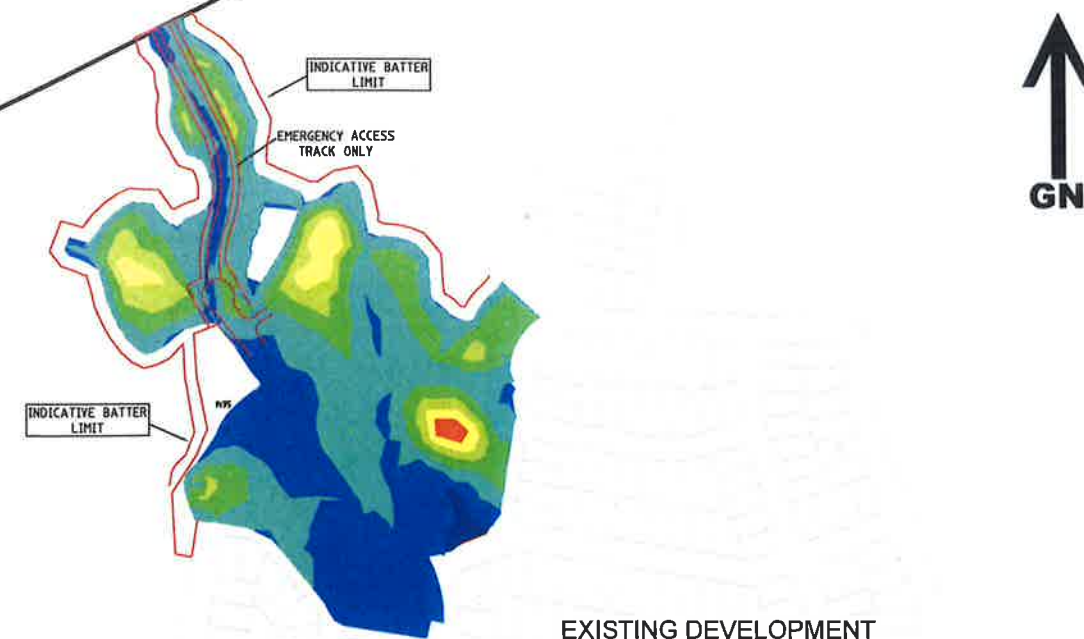 INDICATIVE BATTER
LIMIT
EMERGENCY ACCESS
TRACK ONLY
GN
INDICATIVE BATTER
LIMIT
EXISTING DEVELOPMENT